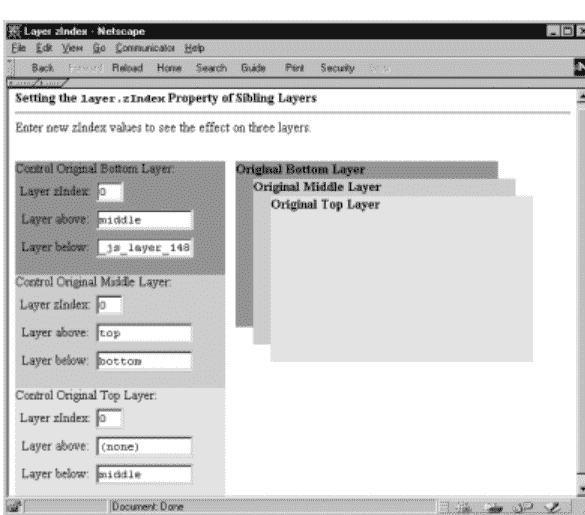 Layer zIndex - Netscape
File Edit View Go Communicator Help
Back Forward Reload Home Search Guide Print Security Stop
Setting the layer.zIndex Property of Sibling Layers
Enter new zIndex values to see the effect on three layers.
Control Original Bottom Layer:
Layer zIndex: 0
Layer above: middle
Layer below: _js_layer_148
Control Original Middle Layer:
Layer zIndex: 0
Layer above: top
Layer below: bottom
Control Original Top Layer:
Layer zIndex: 0
Layer above: (none)
Layer below: middle
Original Bottom Layer
Original Middle Layer
Original Top Layer
Document: Done